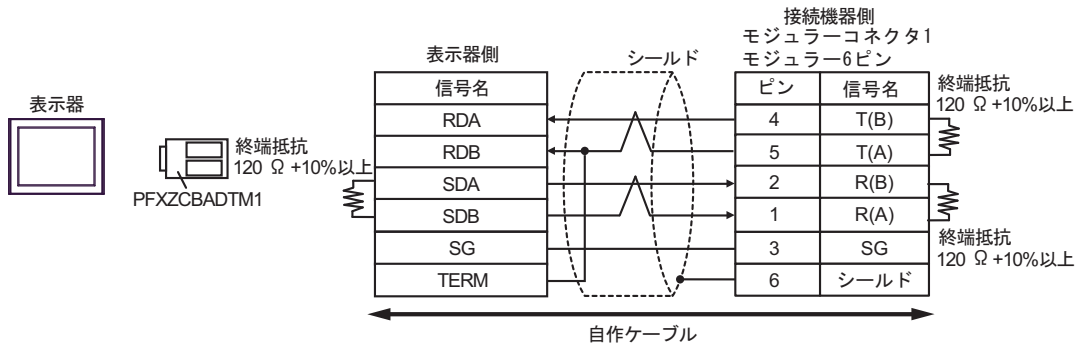 接続機器側
モジュラーコネクタ1
モジュラー6ピン
表示器側
シールド
表示器
PFXZCBADTM1
終端抵抗
120 Ω +10%以上
信号名
RDA
RDB
SDA
SDB
SG
TERM
ピン 信号名
4 T(B)
5 T(A)
2 R(B)
1 R(A)
3 SG
6 シールド
終端抵抗
120 Ω +10%以上
終端抵抗
120 Ω +10%以上
自作ケーブル